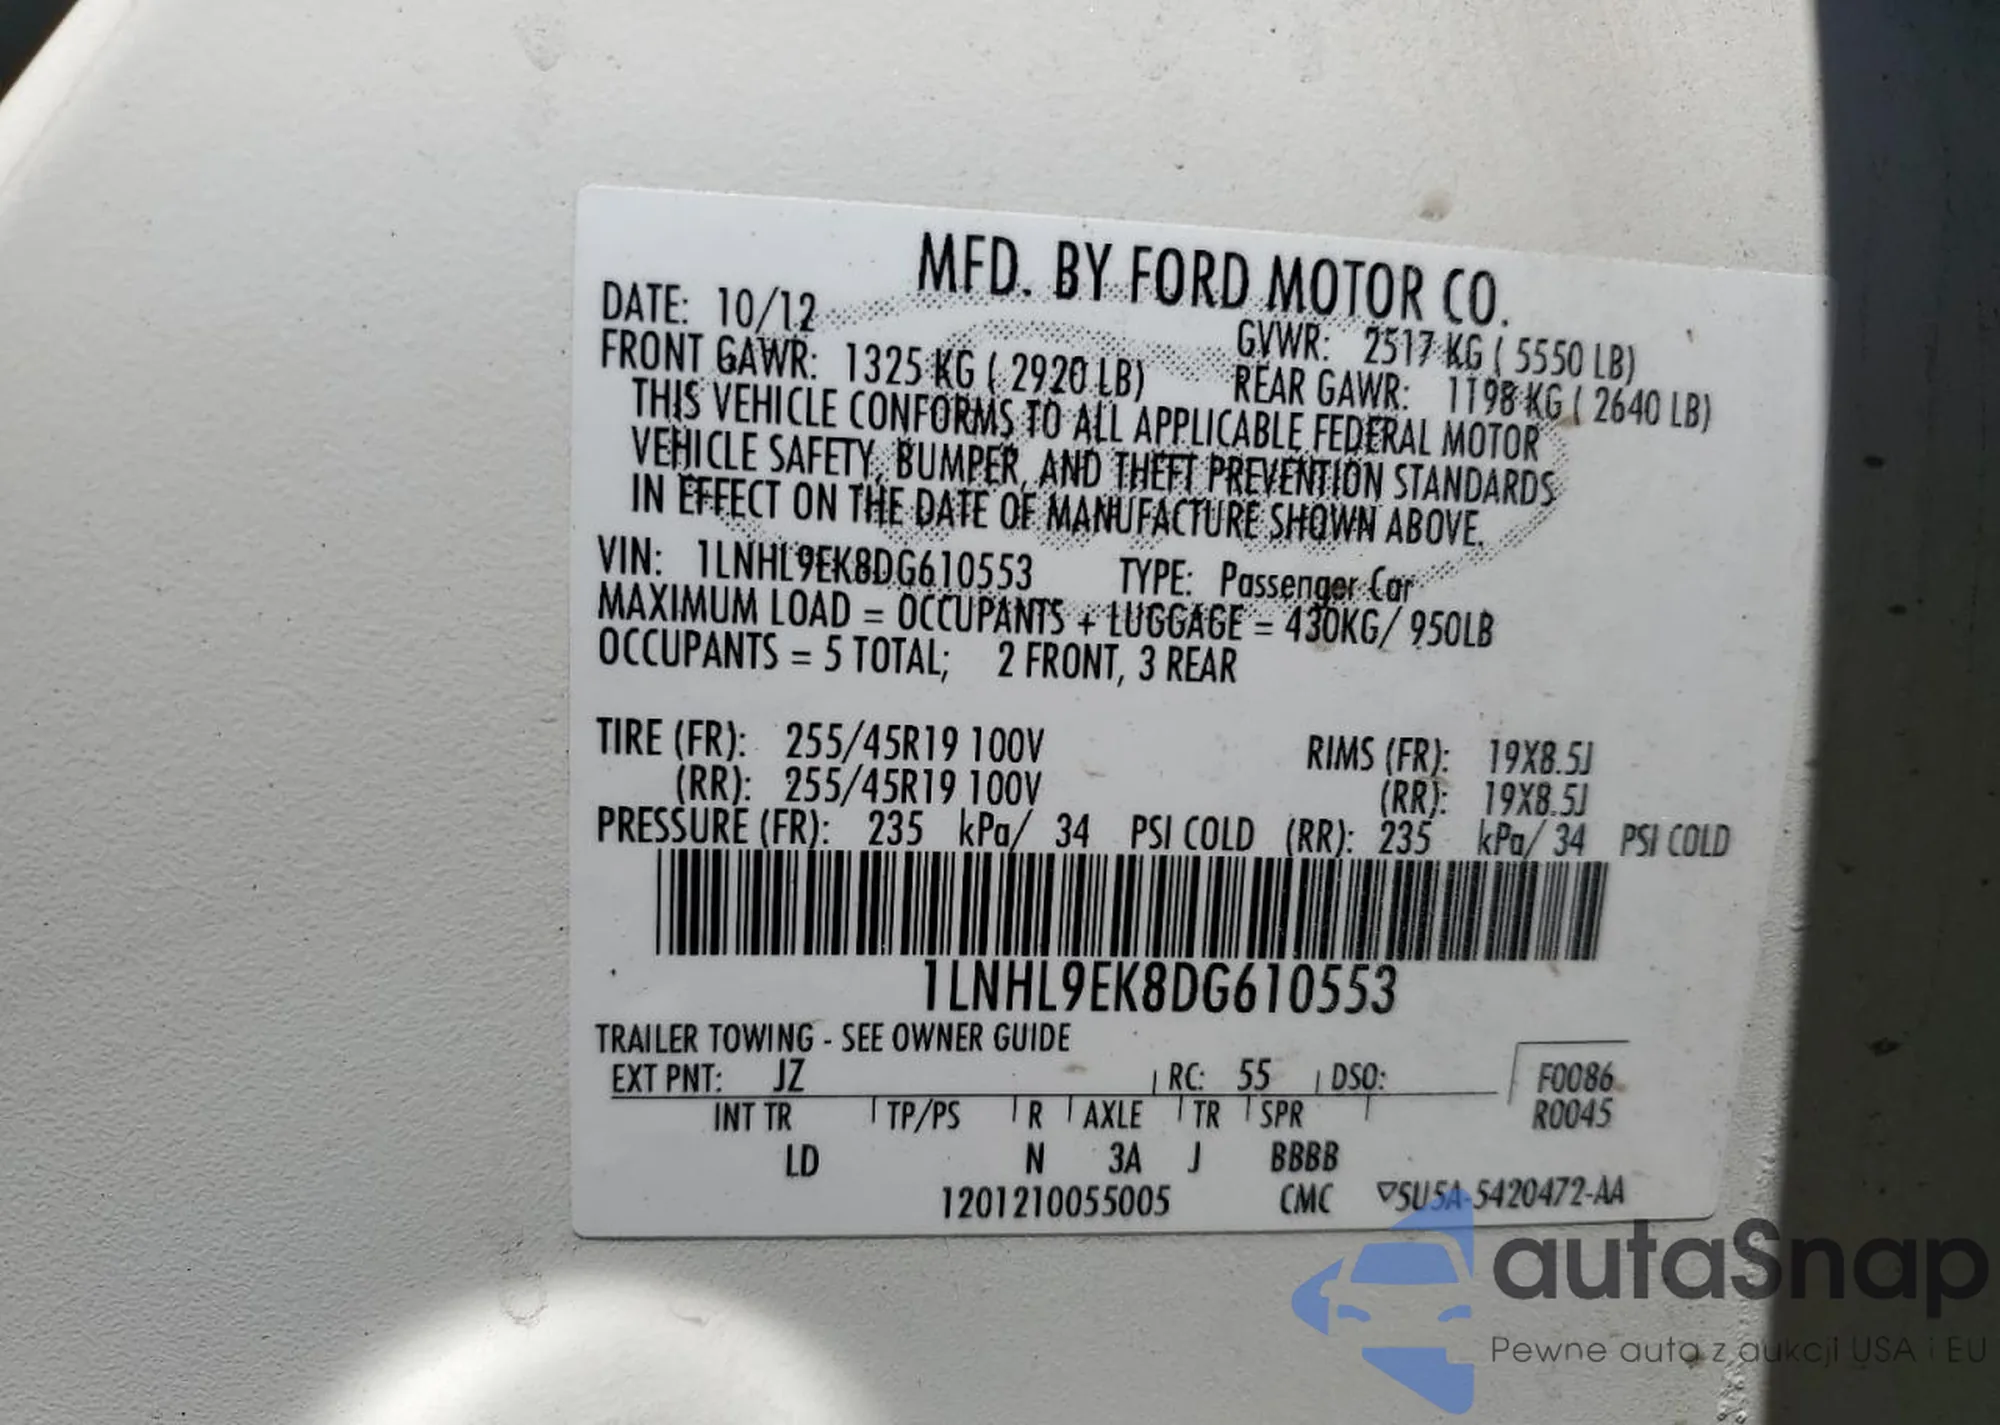 MFD. BY FORD MOTOR CO.
DATE: 10/12 GVWR: 2517 KG ( 5550 LB)
FRONT GAWR: 1325 KG ( 2920 LB) REAR GAWR: 1198 KG ( 2640 LB)
THIS VEHICLE CONFORMS TO ALL APPLICABLE FEDERAL MOTOR
VEHICLE SAFETY, BUMPER, AND THEFT PREVENTION STANDARDS
IN EFFECT ON THE DATE OF MANUFACTURE SHOWN ABOVE.
VIN: 1LNHL9EK8DG610553 TYPE: Passenger Car
MAXIMUM LOAD = OCCUPANTS + LUGGAGE = 430KG/ 950LB
OCCUPANTS = 5 TOTAL; 2 FRONT, 3 REAR
TIRE (FR): 255/45R19 100V RIMS (FR): 19X8.5J
(RR): 255/45R19 100V (RR): 19X8.5J
PRESSURE (FR): 235 kPa/ 34 PSI COLD (RR): 235 kPa/ 34 PSI COLD
1LNHL9EK8DG610553
TRAILER TOWING - SEE OWNER GUIDE
EXT PNT: JZ RC: 55 DSO: F0086
INT TR TP/PS R AXLE TR SPR R0045
LD N 3A J BBBB
1201210055005 CMC ▽5U5A-5420472-AA
autaSnap
Pewne auta z aukcji USA i EU